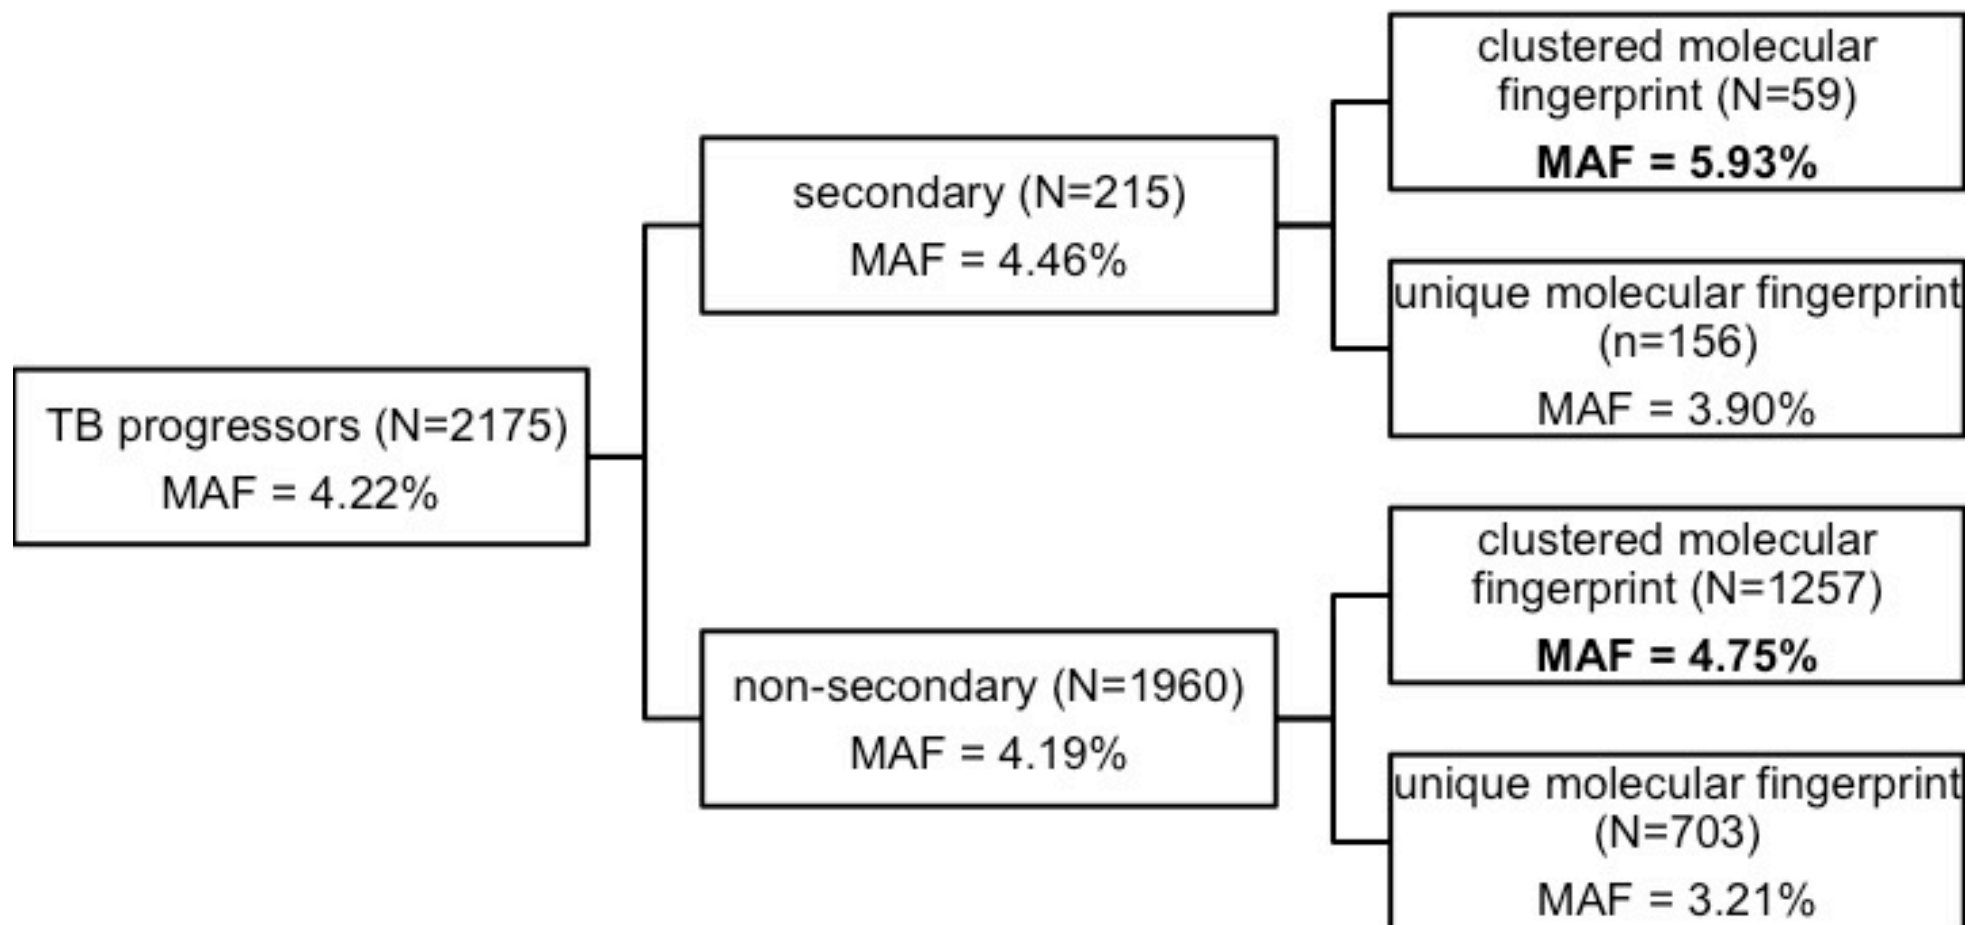 TB progressors (N=2175)
MAF = 4.22%
secondary (N=215)
MAF = 4.46%
non-secondary (N=1960)
MAF = 4.19%
clustered molecular
fingerprint (N=59)
MAF = 5.93%
unique molecular fingerprint
(n=156)
MAF = 3.90%
clustered molecular
fingerprint (N=1257)
MAF = 4.75%
unique molecular fingerprint
(N=703)
MAF = 3.21%